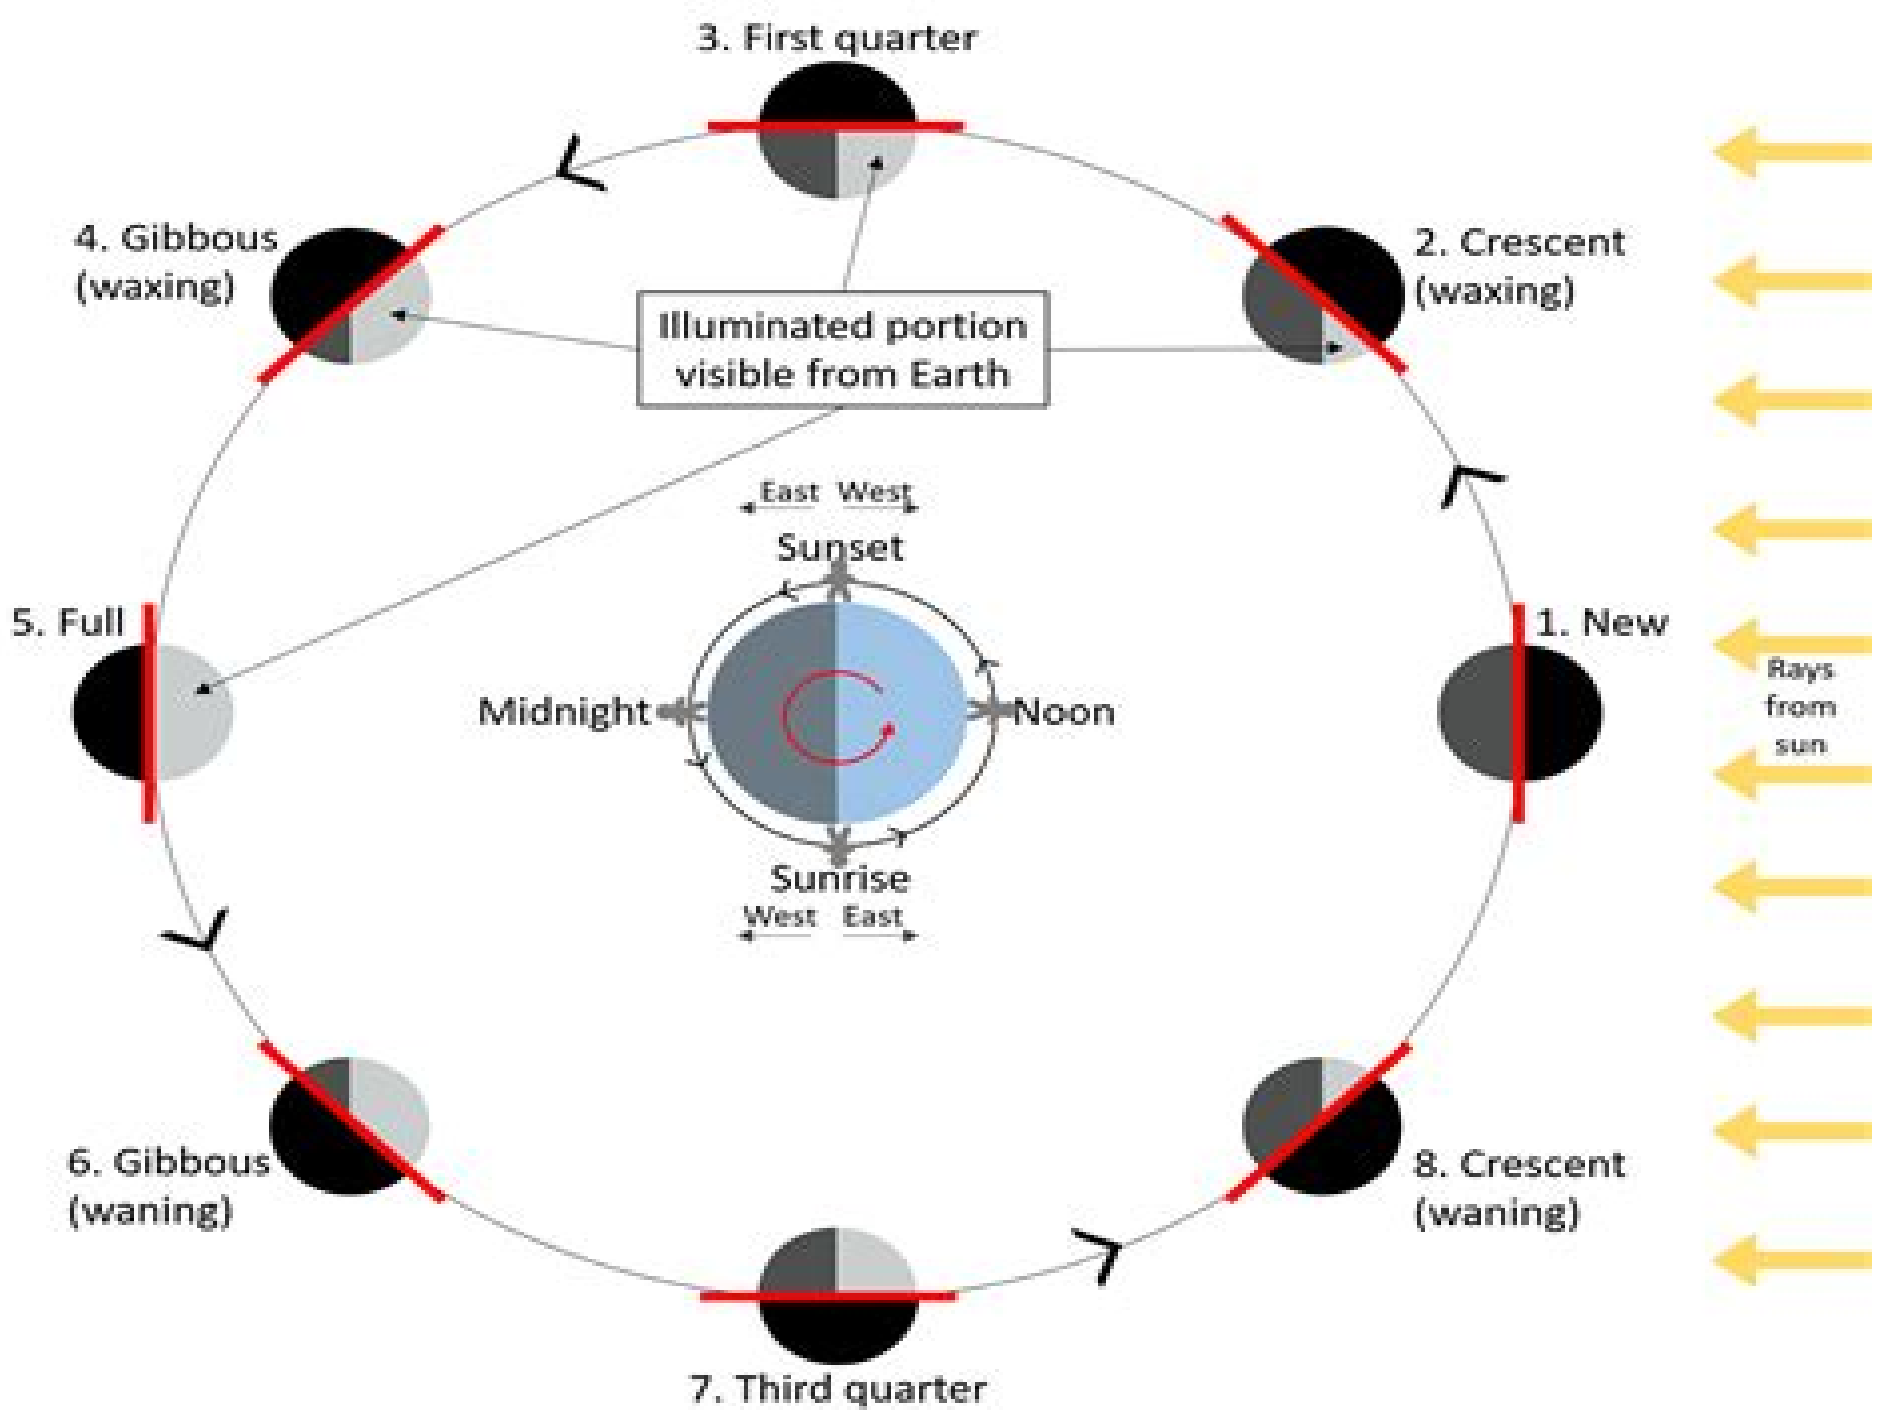 3. First quarter
4. Gibbous
(waxing)
2. Crescent
(waxing)
Illuminated portion
visible from Earth
East West
Sunset
5. Full
1. New
Rays
from
sun
Midnight
Noon
Sunrise
West East
6. Gibbous
(waning)
8. Crescent
(waning)
7. Third quarter